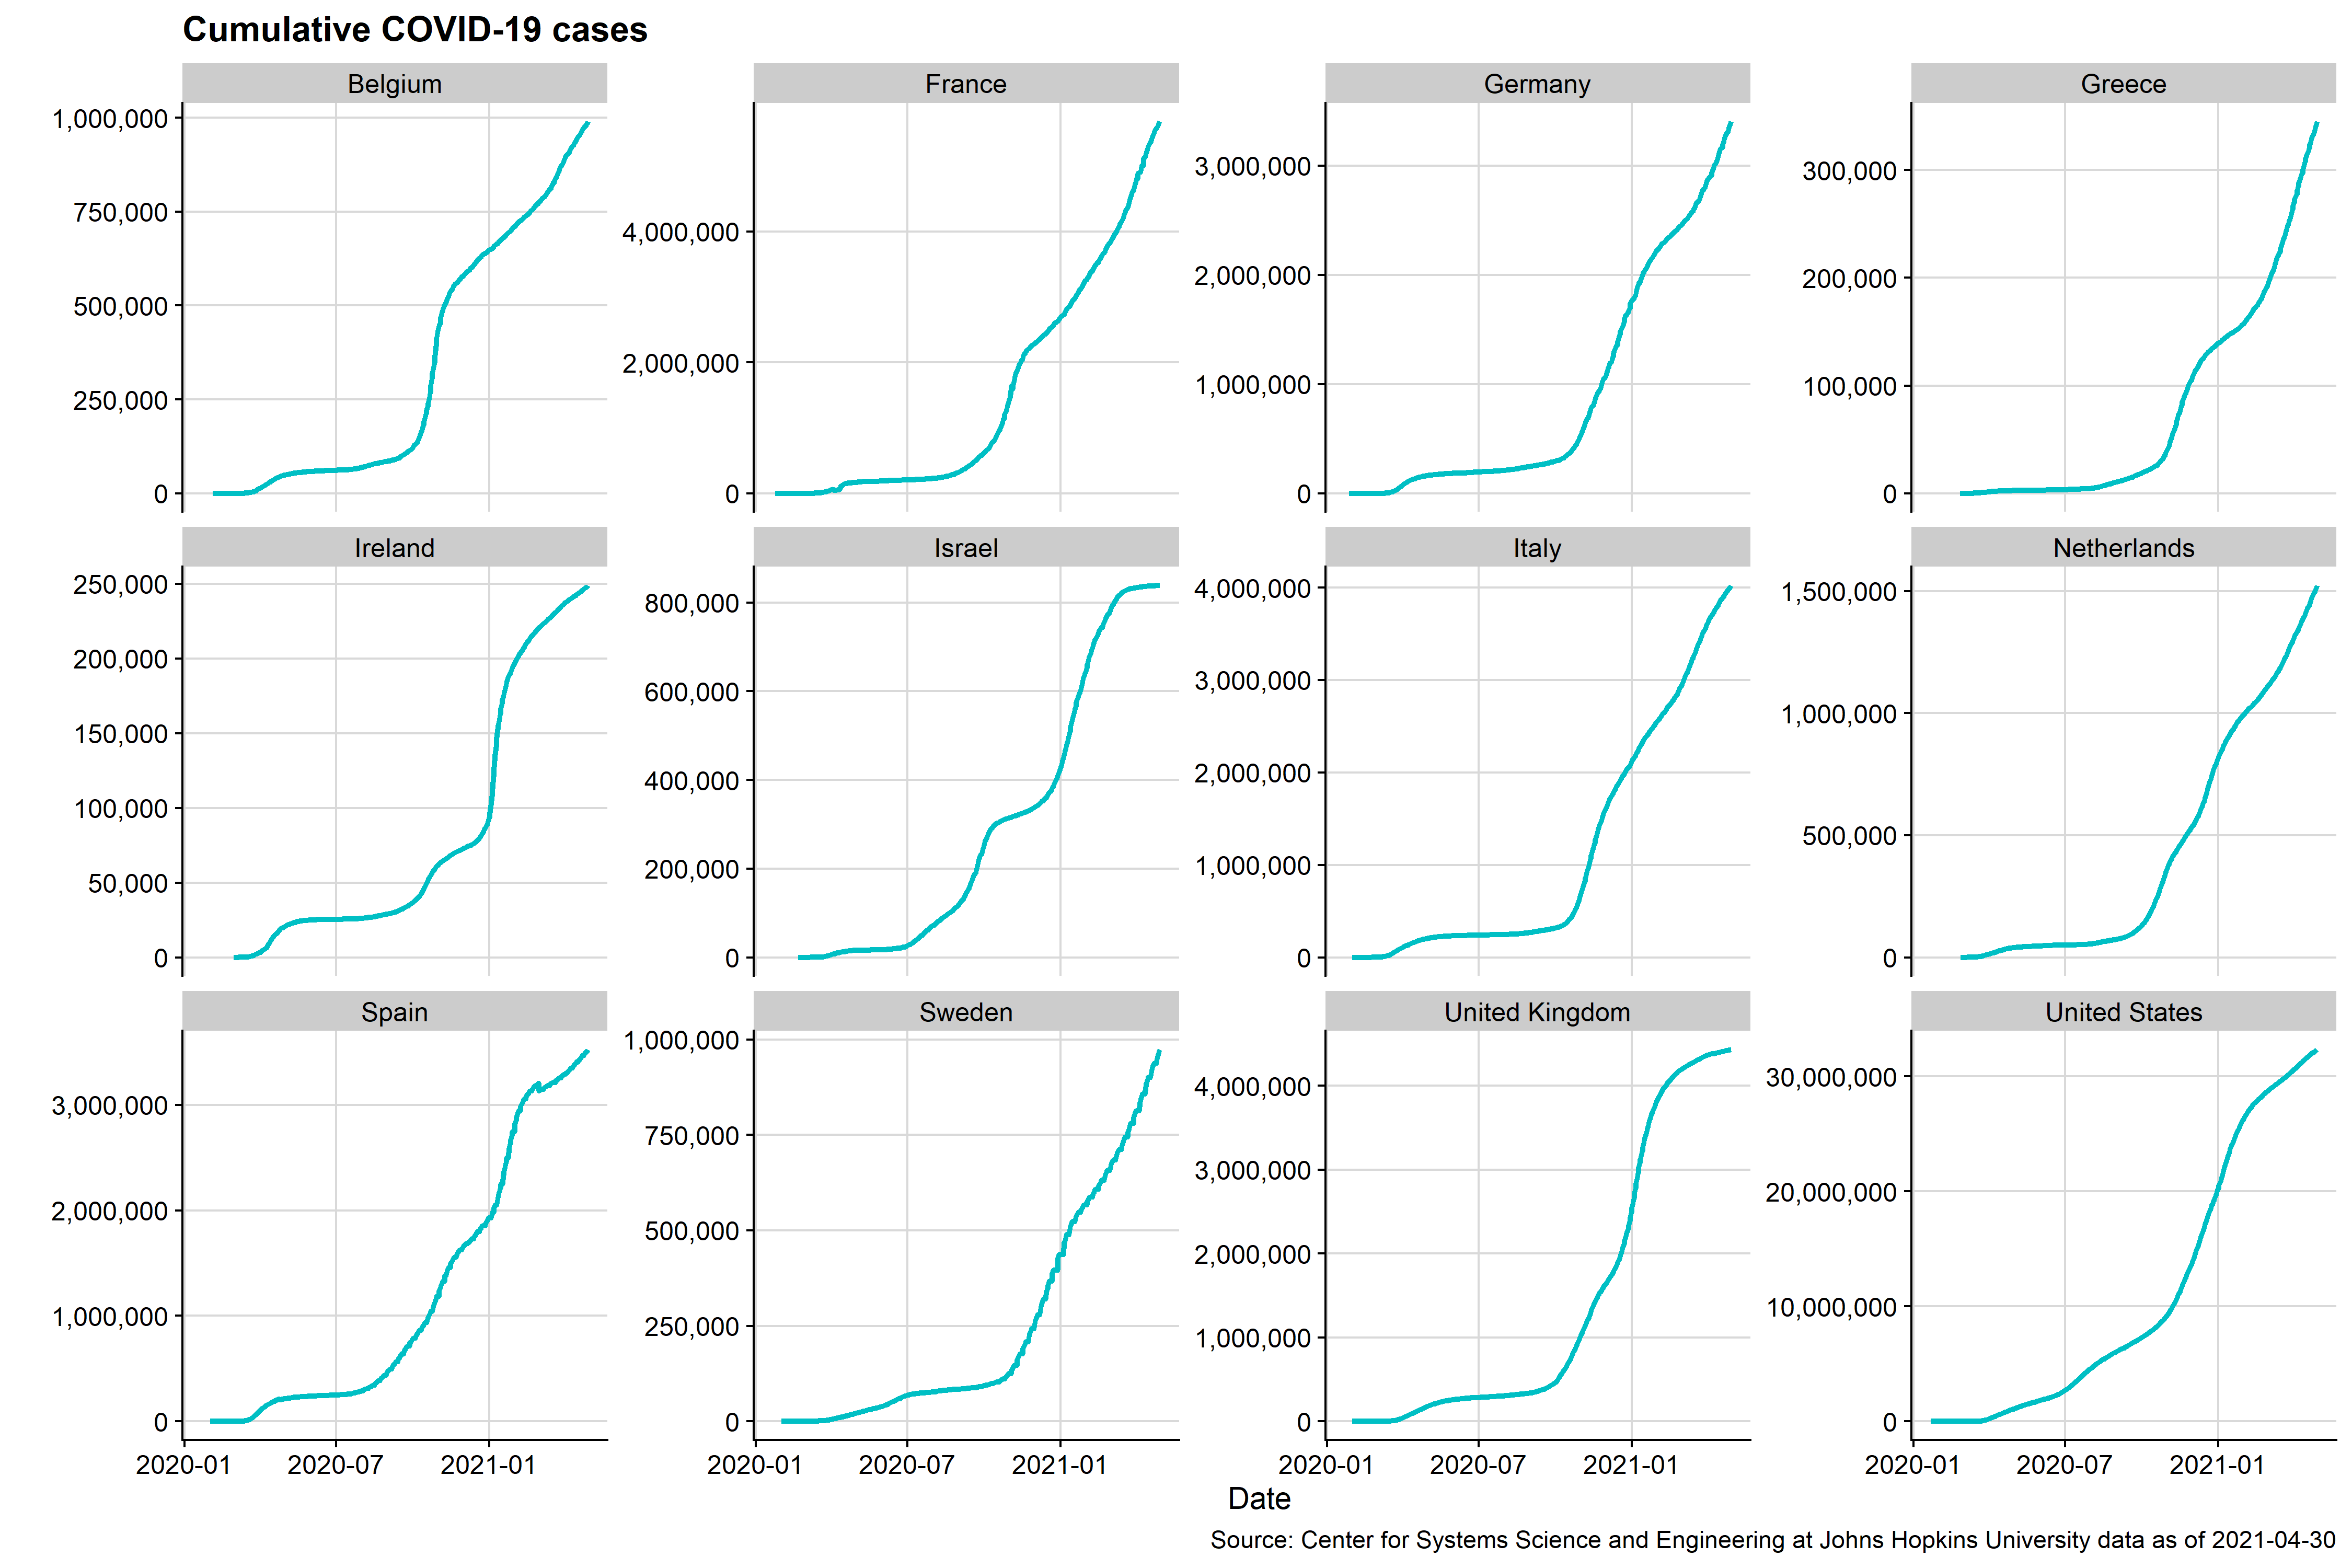 Cumulative COVID-19 cases
Belgium
France
Germany
Greece
1,000,000
750,000
500,000
250,000
0
4,000,000
2,000,000
0
3,000,000
2,000,000
1,000,000
0
300,000
200,000
100,000
0
Ireland
Israel
Italy
Netherlands
250,000
200,000
150,000
100,000
50,000
0
800,000
600,000
400,000
200,000
0
4,000,000
3,000,000
2,000,000
1,000,000
0
1,500,000
1,000,000
500,000
0
Spain
Sweden
United Kingdom
United States
3,000,000
2,000,000
1,000,000
0
1,000,000
750,000
500,000
250,000
0
4,000,000
3,000,000
2,000,000
1,000,000
0
30,000,000
20,000,000
10,000,000
0
2020-01 2020-07 2021-01
2020-01 2020-07 2021-01
2020-01 2020-07 2021-01
2020-01 2020-07 2021-01
Date
Source: Center for Systems Science and Engineering at Johns Hopkins University data as of 2021-04-30